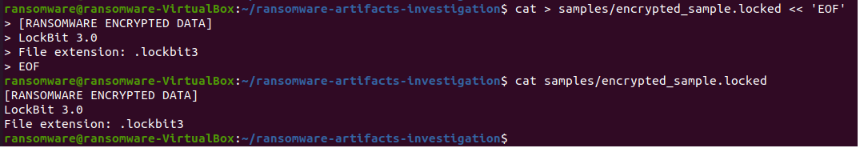 ransomware@ransomware-VirtualBox:~/ransomware-artifacts-investigation$ cat > samples/encrypted_sample.locked << 'EOF'
> [RANSOMWARE ENCRYPTED DATA]
> LockBit 3.0
> File extension: .lockbit3
> EOF
ransomware@ransomware-VirtualBox:~/ransomware-artifacts-investigation$ cat samples/encrypted_sample.locked
[RANSOMWARE ENCRYPTED DATA]
LockBit 3.0
File extension: .lockbit3
ransomware@ransomware-VirtualBox:~/ransomware-artifacts-investigation$